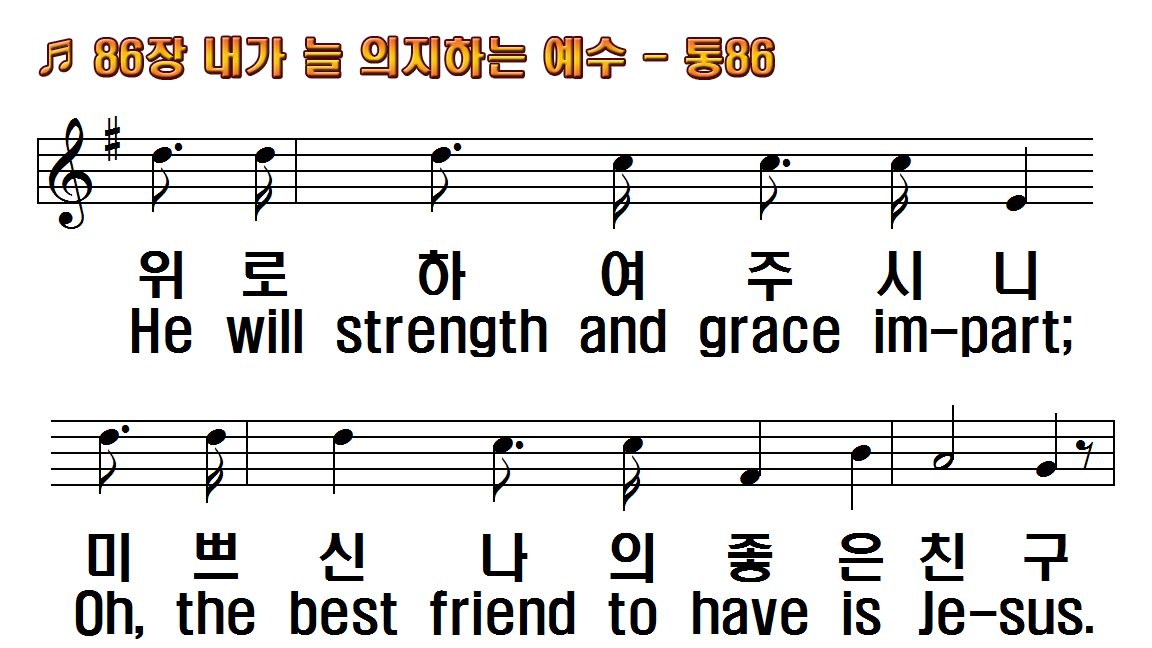 ♬ 86장 내가 늘 의지하는 예수 - 통86
위 로 하 여 주 시 니
He will strength and grace im-part;
미 쁘 신 나 의 좋 은 친 구
Oh, the best friend to have is Je-sus.